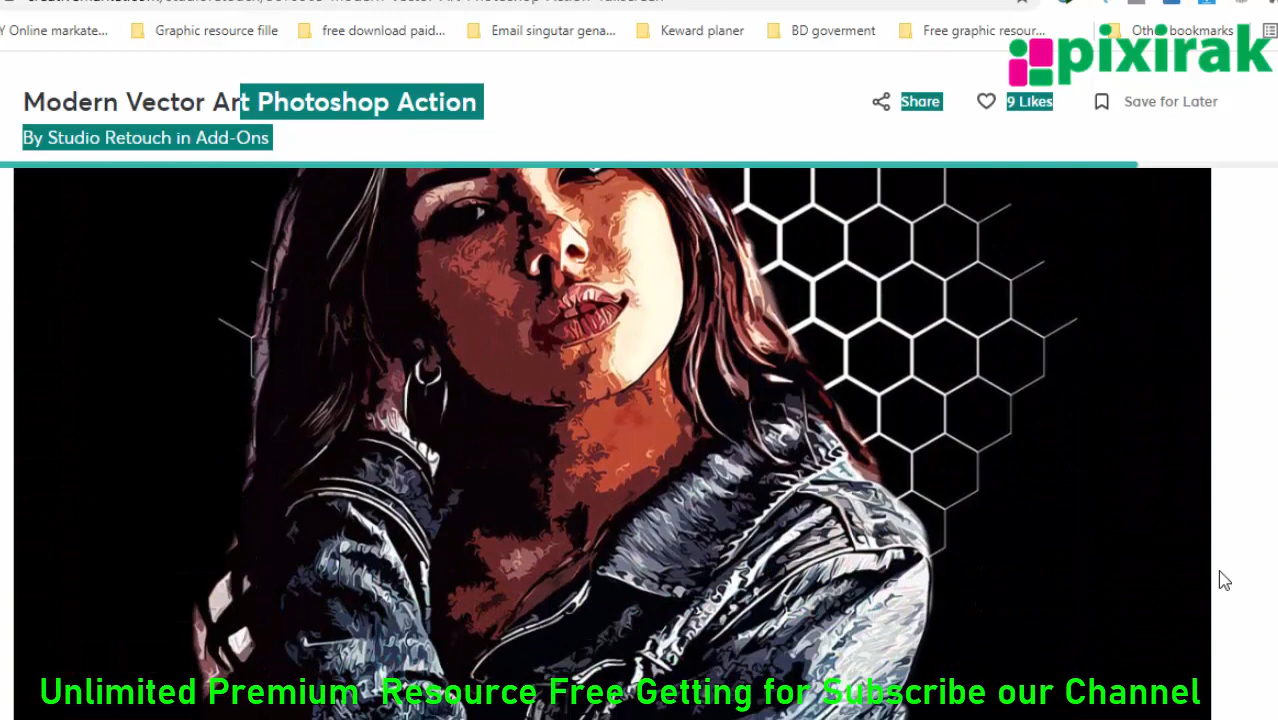 Y Online markate...
Graphic resource fille
free download paid...
Email singutar gena...
Keward planer
BD goverment
Free graphic resour...
Other bookmarks
pixirak
Modern Vector Art Photoshop Action
Share
9 Likes
Save for Later
By Studio Retouch in Add-Ons
Unlimited Premium Resource Free Getting for Subscribe our Channel